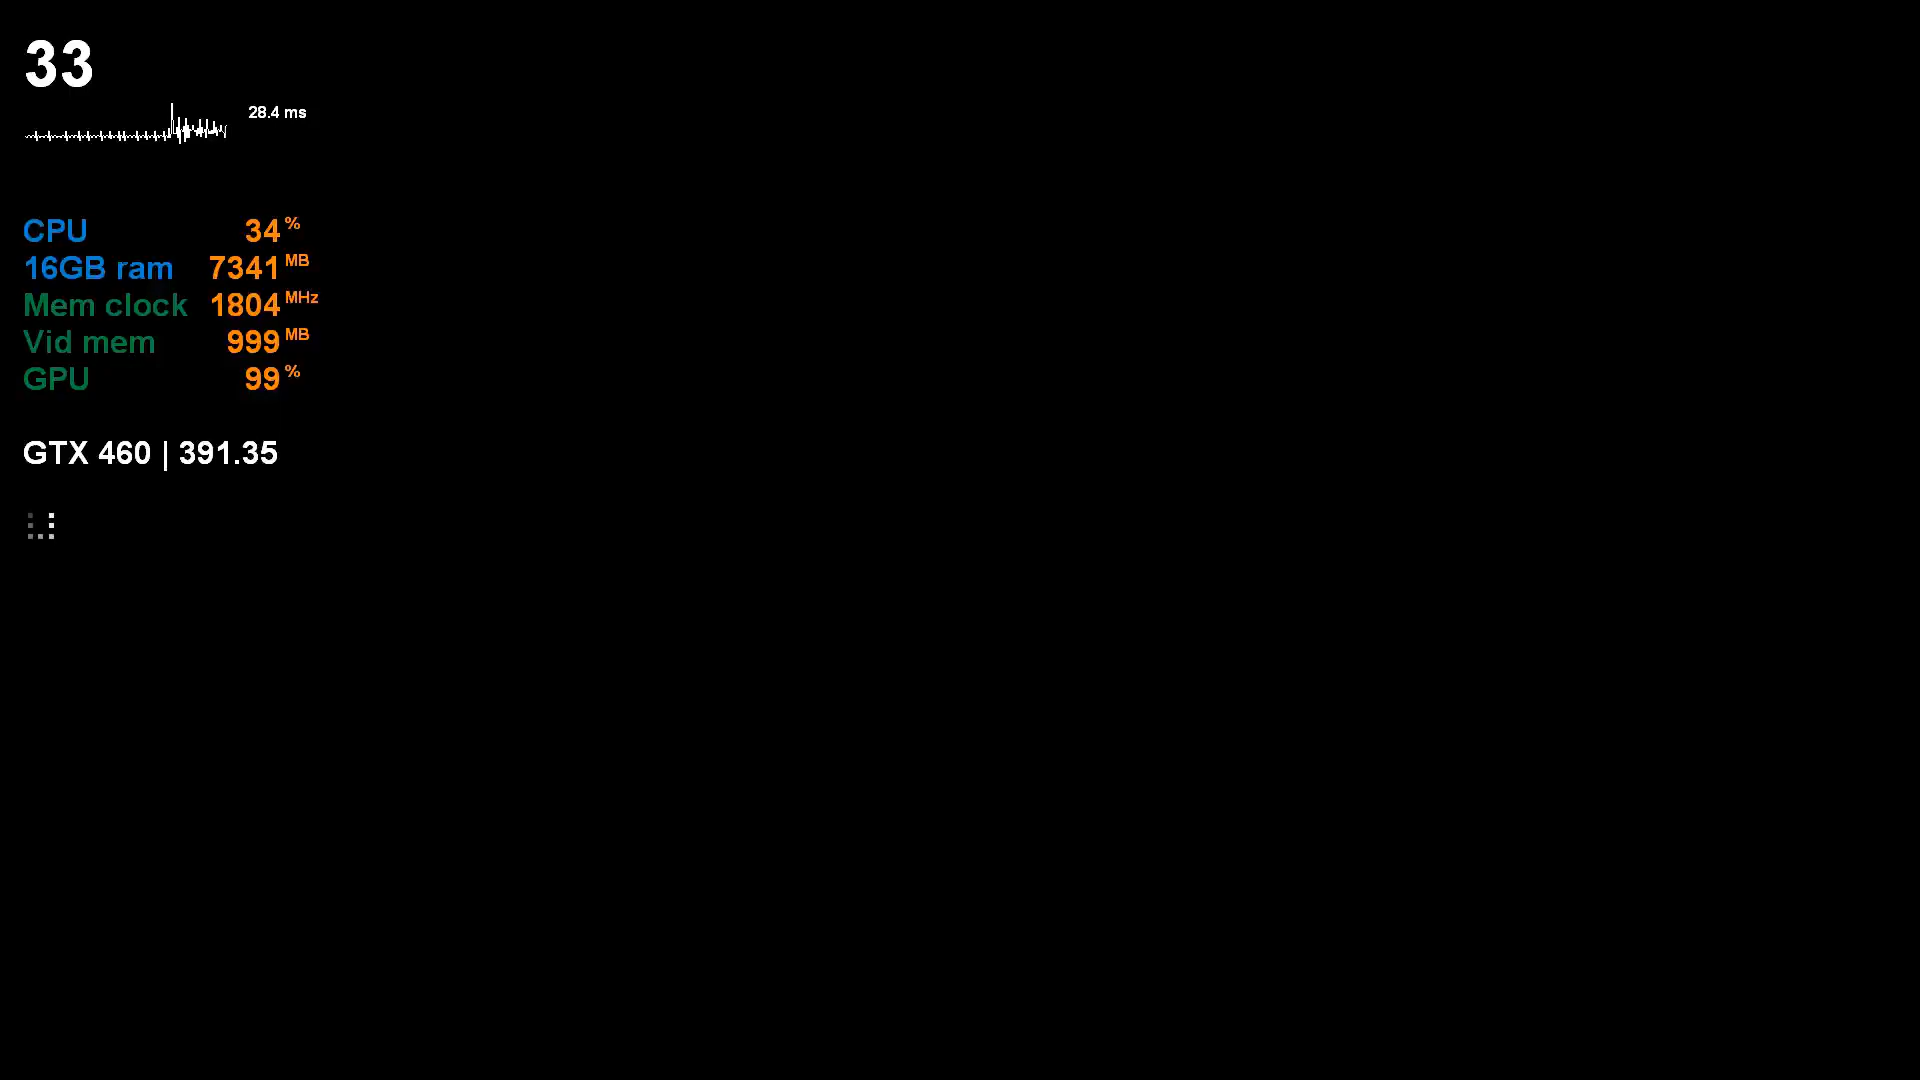 33
28.4 ms
CPU 34 %
16GB ram 7341 MB
Mem clock 1804 MHz
Vid mem 999 MB
GPU 99 %
GTX 460 | 391.35